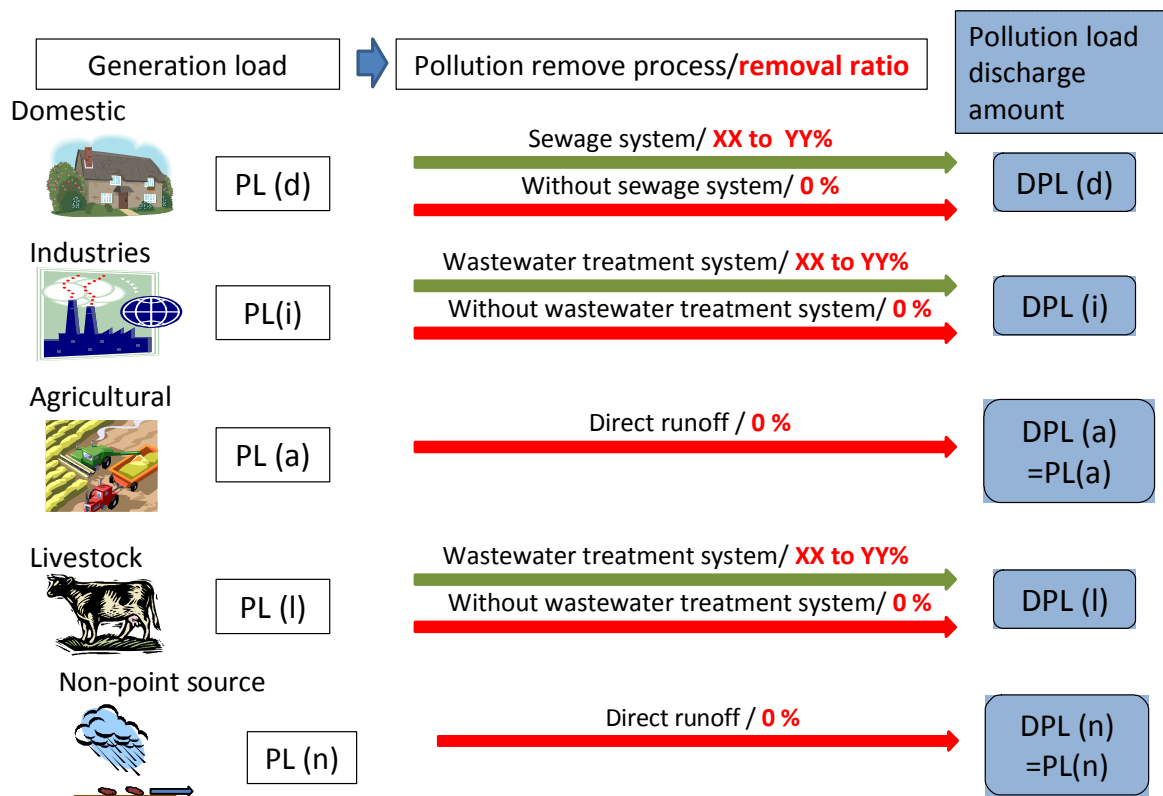 Generation load
Pollution remove process/removal ratio
Pollution load
discharge
amount
Domestic
PL (d)
Sewage system/ XX to YY%
Without sewage system/ 0 %
DPL (d)
Industries
PL(i)
Wastewater treatment system/ XX to YY%
Without wastewater treatment system/ 0 %
DPL (i)
Agricultural
PL (a)
Direct runoff / 0 %
DPL (a)
=PL(a)
Livestock
PL (l)
Wastewater treatment system/ XX to YY%
Without wastewater treatment system/ 0 %
DPL (l)
Non-point source
PL (n)
Direct runoff / 0 %
DPL (n)
=PL(n)